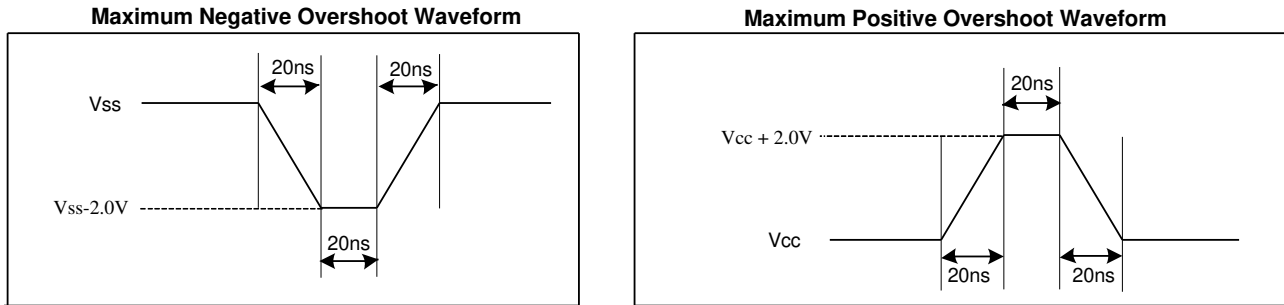 Maximum Negative Overshoot Waveform
20ns
20ns
Vss
Vss-2.0V
20ns
Maximum Positive Overshoot Waveform
20ns
Vcc + 2.0V
Vcc
20ns
20ns